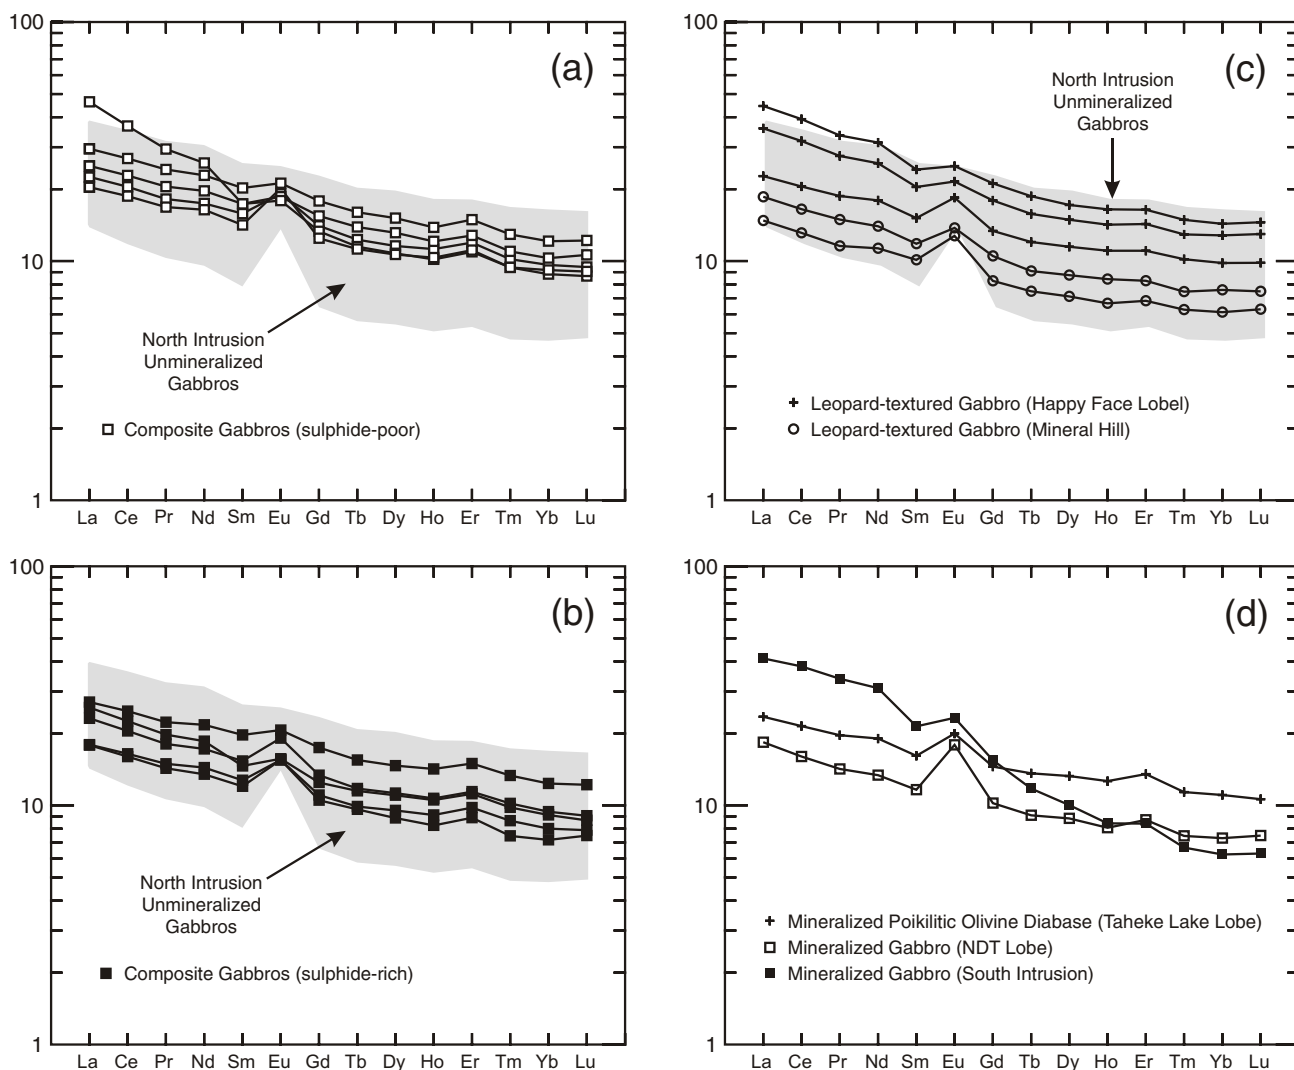 100
(a)
10
North Intrusion
Unmineralized
Gabbros
Composite Gabbros (sulphide-poor)
1
La Ce Pr Nd Sm Eu Gd Tb Dy Ho Er Tm Yb Lu
100
(c)
North Intrusion
Unmineralized
Gabbros
10
Leopard-textured Gabbro (Happy Face Lobel)
Leopard-textured Gabbro (Mineral Hill)
1
La Ce Pr Nd Sm Eu Gd Tb Dy Ho Er Tm Yb Lu
100
(b)
10
North Intrusion
Unmineralized
Gabbros
Composite Gabbros (sulphide-rich)
1
La Ce Pr Nd Sm Eu Gd Tb Dy Ho Er Tm Yb Lu
100
(d)
10
Mineralized Poikilitic Olivine Diabase (Taheke Lake Lobe)
Mineralized Gabbro (NDT Lobe)
Mineralized Gabbro (South Intrusion)
1
La Ce Pr Nd Sm Eu Gd Tb Dy Ho Er Tm Yb Lu